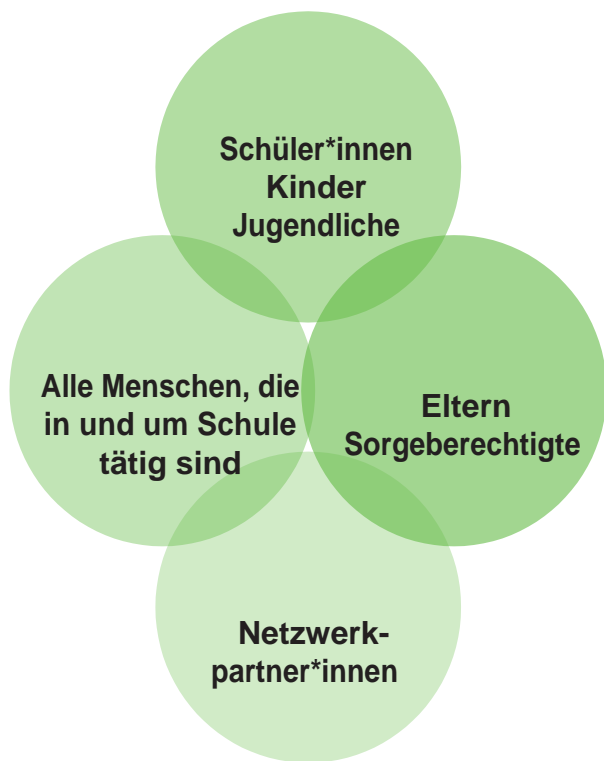 Schüler*innen
Kinder
Jugendliche
Alle Menschen, die
in und um Schule
tätig sind
Eltern
Sorgeberechtigte
Netzwerk-
partner*innen